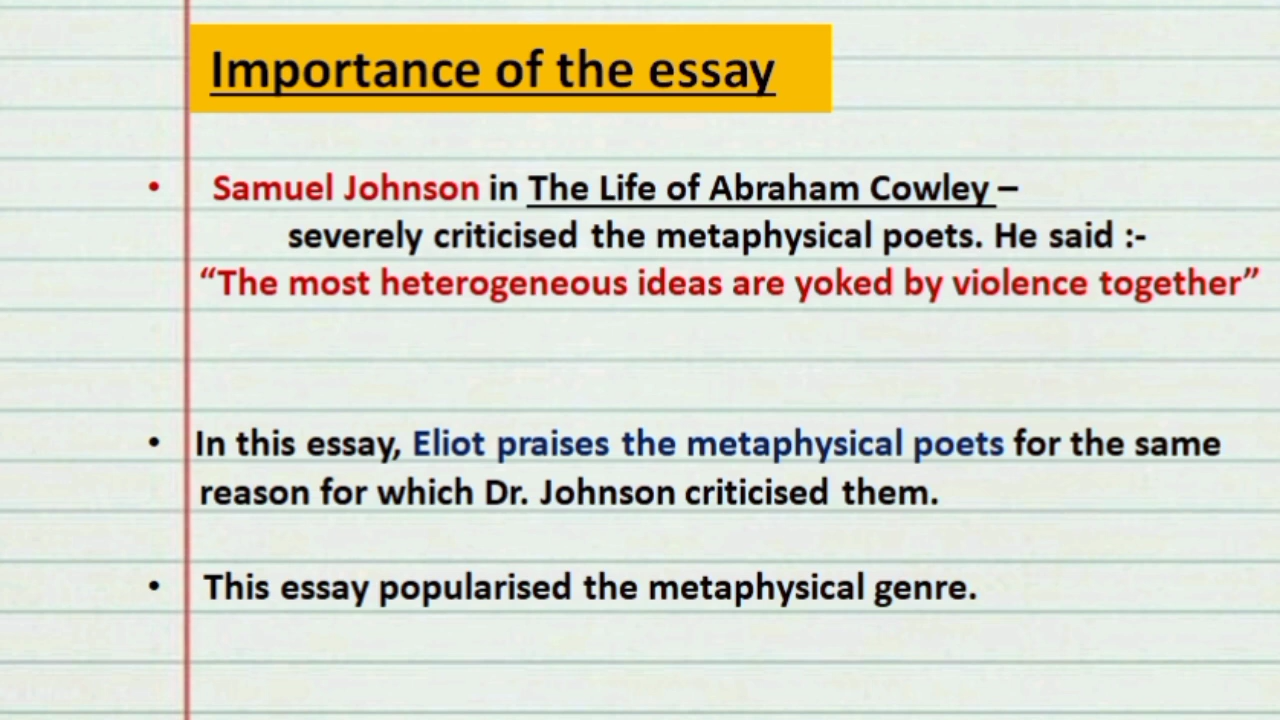 Importance of the essay
• Samuel Johnson in The Life of Abraham Cowley –
severely criticised the metaphysical poets. He said :-
“The most heterogeneous ideas are yoked by violence together”
• In this essay, Eliot praises the metaphysical poets for the same
reason for which Dr. Johnson criticised them.
• This essay popularised the metaphysical genre.